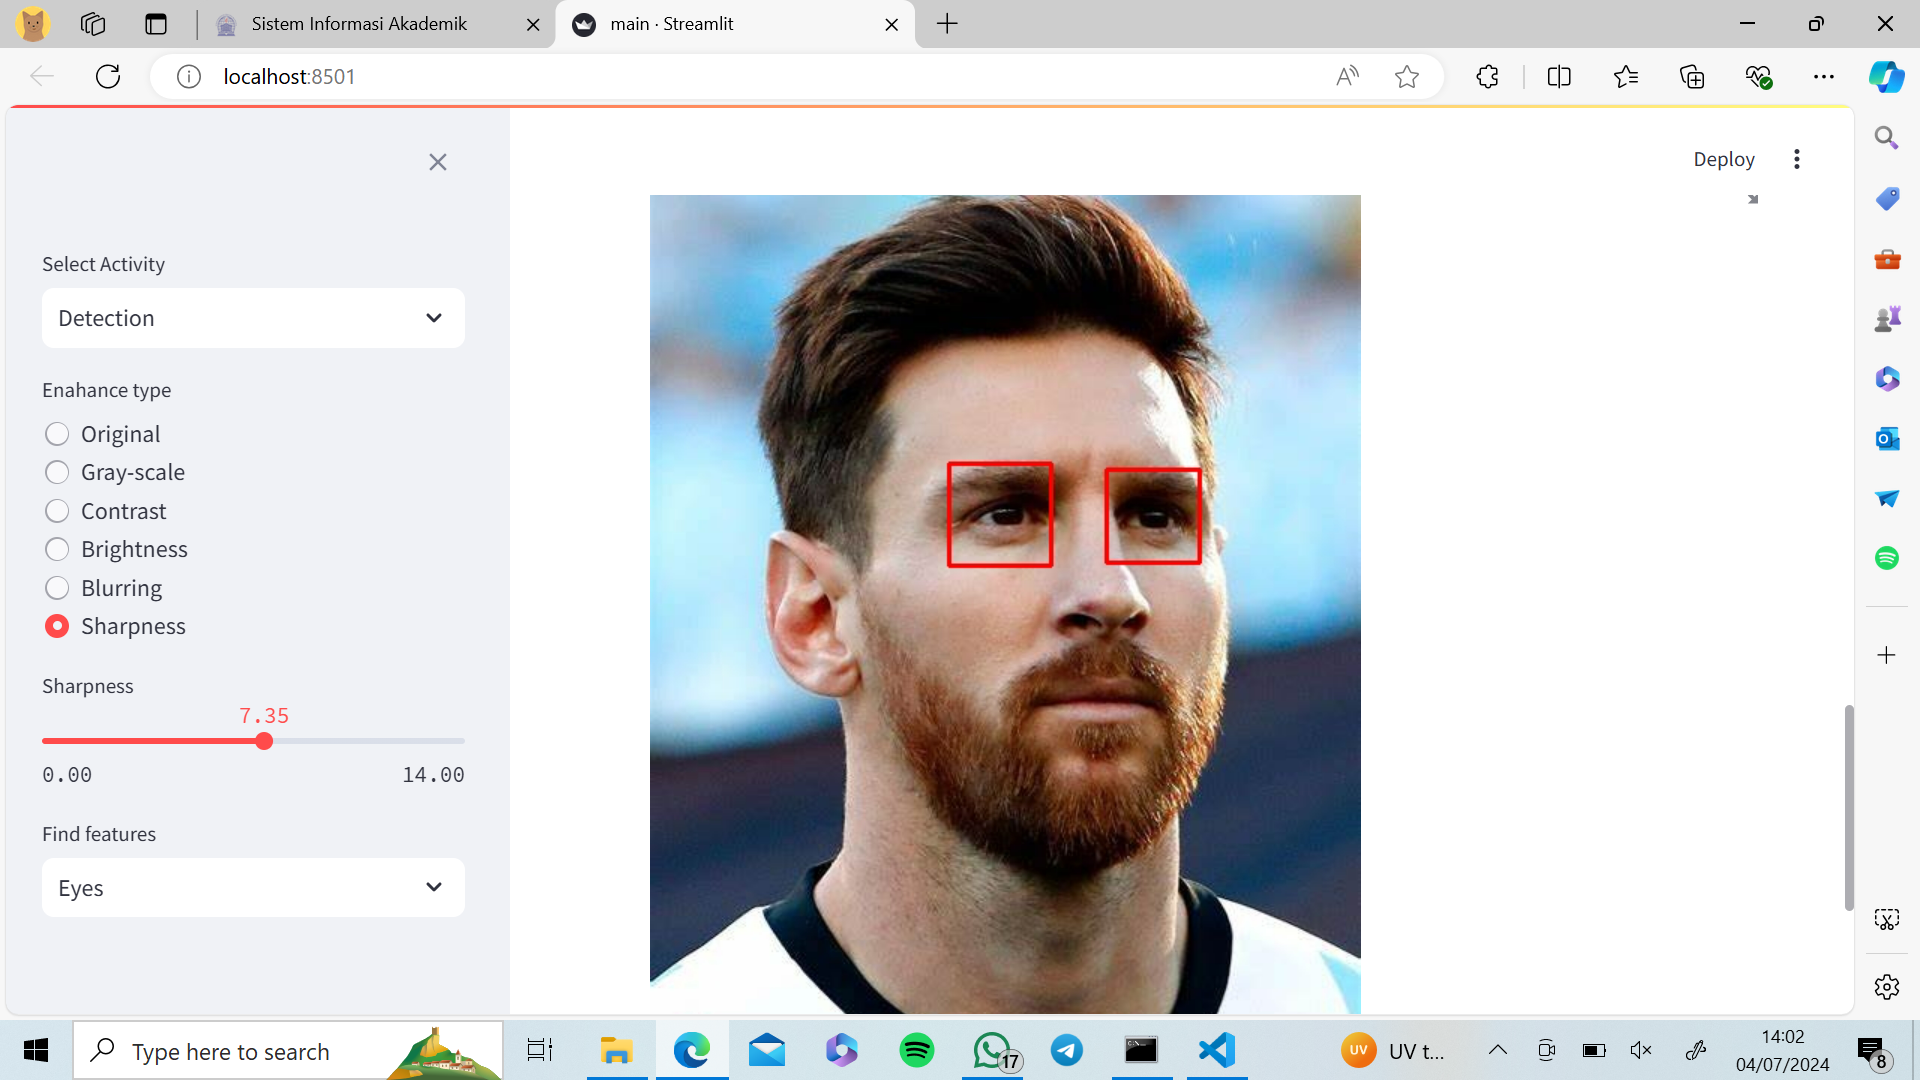 Sistem Informasi Akademik
main · Streamlit
localhost:8501
Deploy
Select Activity
Detection
Enahance type
Original
Gray-scale
Contrast
Brightness
Blurring
Sharpness
Sharpness
7.35
0.00 14.00
Find features
Eyes
Type here to search
17
UV
UV t...
14:02
04/07/2024
8